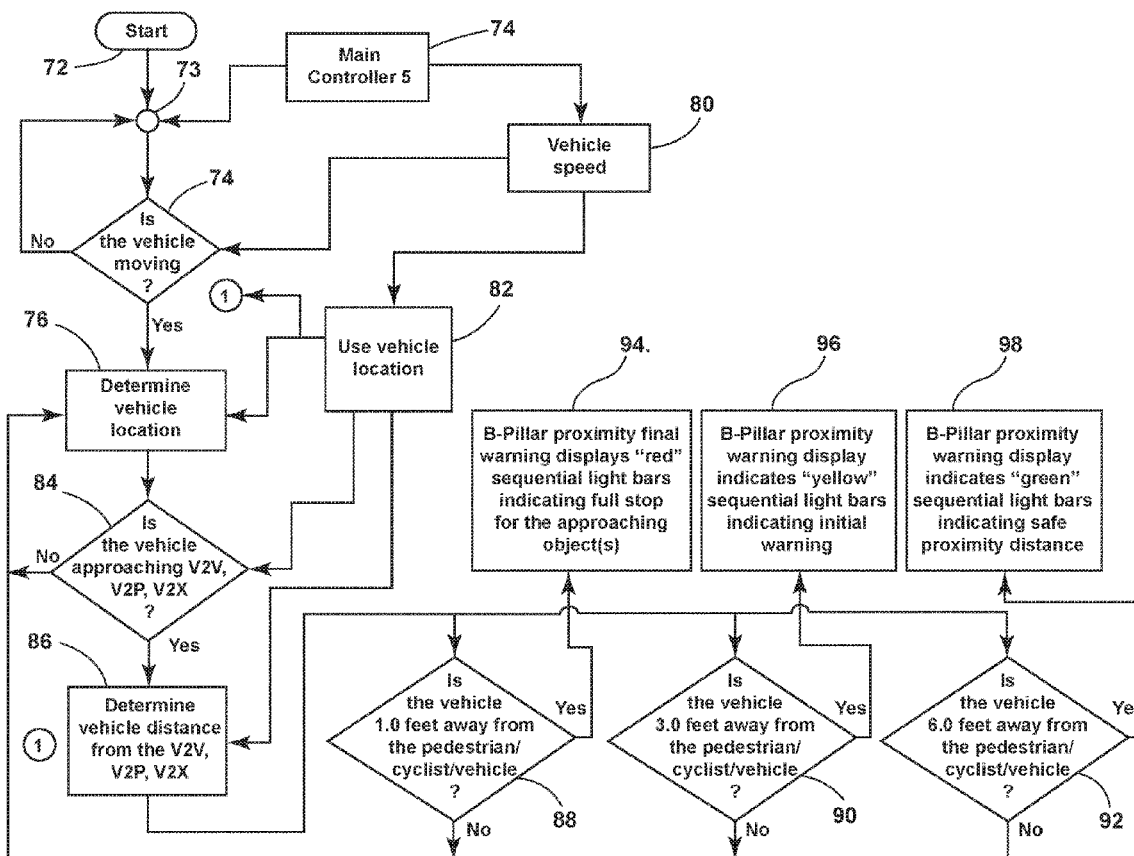 Start
72
73
Main
Controller 5
74
80
Vehicle
speed
74
Is
the vehicle
moving
?
No
Yes
1
82
Use vehicle
location
76
Determine
vehicle
location
94.
96
98
B-Pillar proximity final
warning displays “red”
sequential light bars
indicating full stop
for the approaching
object(s)
B-Pillar proximity
warning display
indicates “yellow”
sequential light bars
indicating initial
warning
B-Pillar proximity
warning display
indicates “green”
sequential light bars
indicating safe
proximity distance
84
Is
the vehicle
approaching V2V,
V2P, V2X
?
No
Yes
86
Determine
vehicle distance
from the V2V,
V2P, V2X
1
Is
the vehicle
1.0 feet away from
the pedestrian/
cyclist/vehicle
?
Yes
88
No
Is
the vehicle
3.0 feet away from
the pedestrian/
cyclist/vehicle
?
Yes
90
No
Is
the vehicle
6.0 feet away from
the pedestrian/
cyclist/vehicle
?
92
No